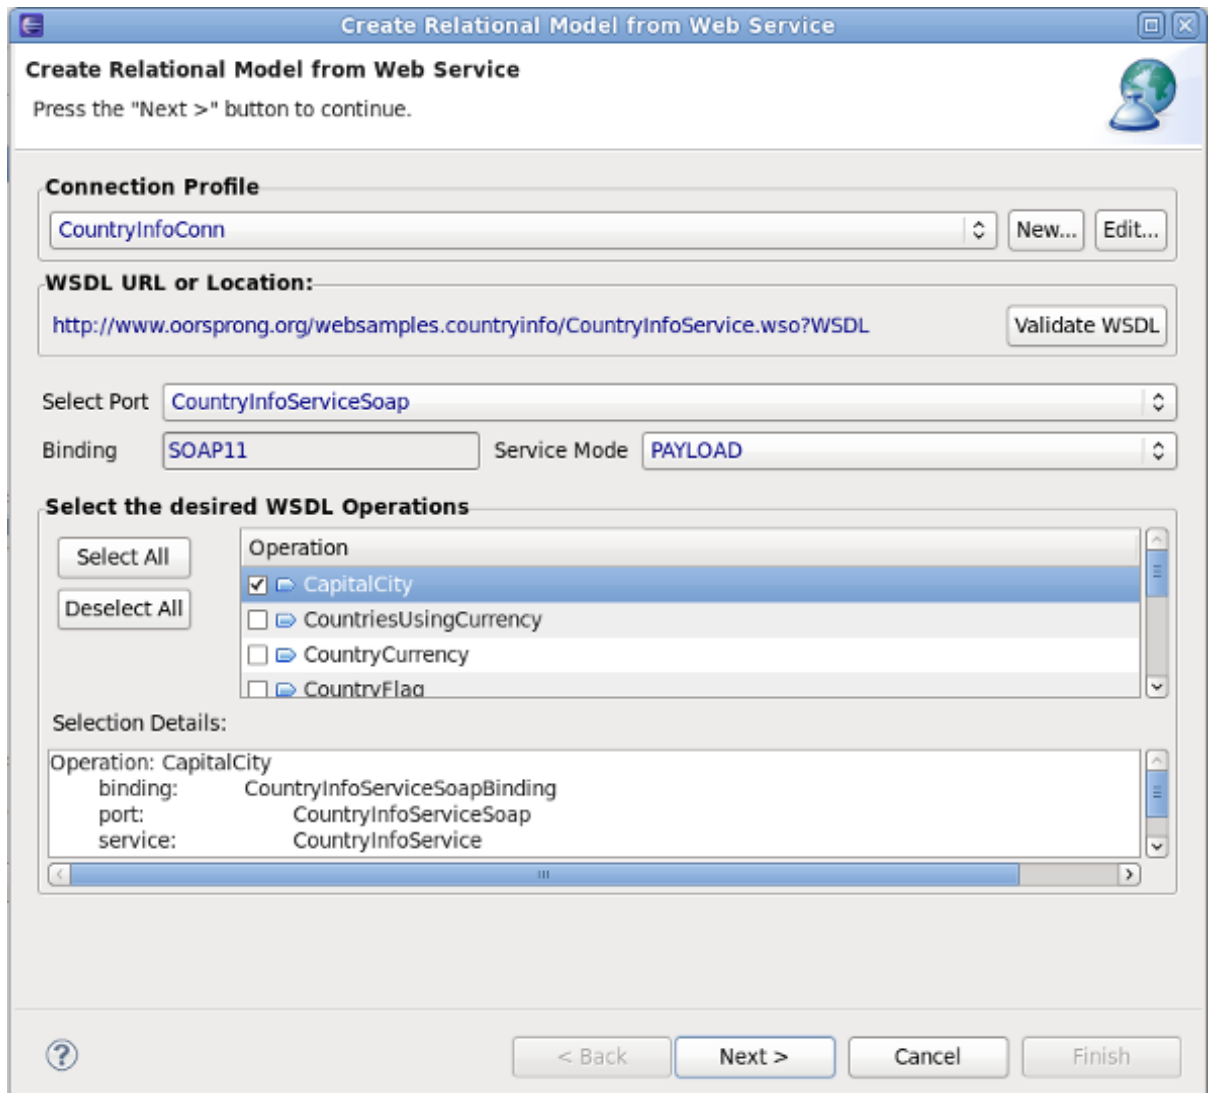 Create Relational Model from Web Service
Create Relational Model from Web Service
Press the "Next >" button to continue.
Connection Profile
CountryInfoConn New... Edit...
WSDL URL or Location:
http://www.oorsprong.org/websamples.countryinfo/CountryInfoService.wso?WSDL Validate WSDL
Select Port CountryInfoServiceSoap
Binding SOAP11 Service Mode PAYLOAD
Select the desired WSDL Operations
Select All Operation
CapitalCity
Deselect All CountriesUsingCurrency
CountryCurrency
CountryFlag
Selection Details:
Operation: CapitalCity
binding: CountryInfoServiceSoapBinding
port: CountryInfoServiceSoap
service: CountryInfoService
? < Back Next > Cancel Finish